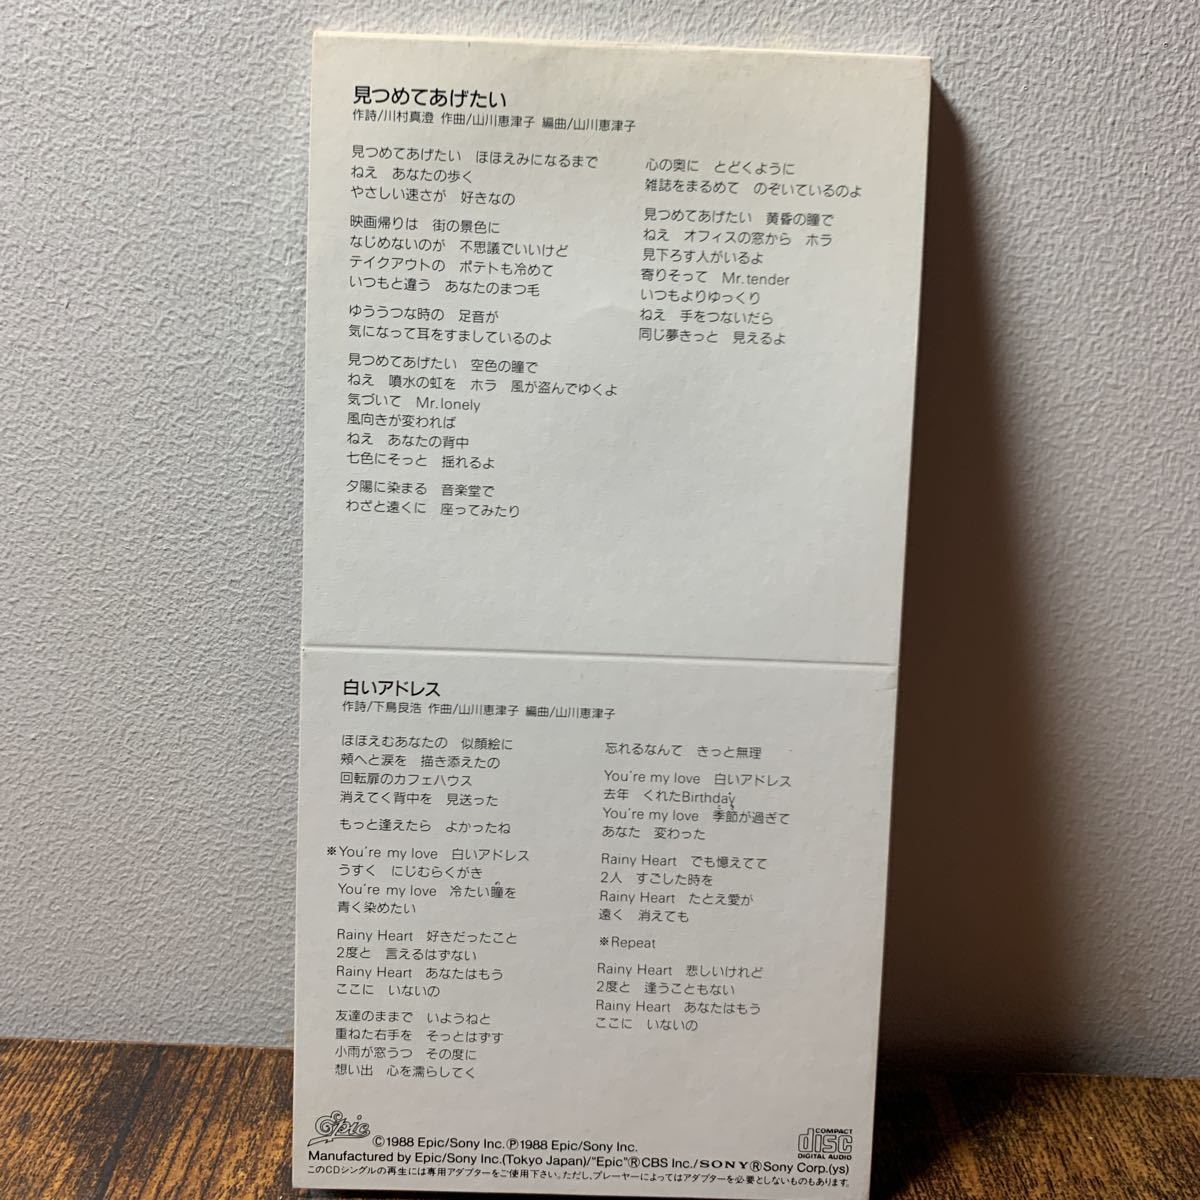 見つめてあげたい
作詩/川村真澄 作曲/山川恵津子 編曲/山川恵津子
見つめてあげたい ほほえみになるまで
ねえ あなたの歩く
やさしい速さが 好きなの
映画帰りは 街の景色に
なじめないのが 不思議でいいけど
テイクアウトの ポテトも冷めて
いつもと違う あなたのまつ毛
ゆううつな時の 足音が
気になって耳をすましているのよ
見つめてあげたい 空色の瞳で
ねえ 噴水の虹を ホラ 風が盗んでゆくよ
気づいて Mr.lonely
風向きが変われば
ねえ あなたの背中
七色にそっと 揺れるよ
夕陽に染まる 音楽堂で
わざと遠くに 座ってみたり
心の奥に とどくように
雑誌をまるめて のぞいているのよ
見つめてあげたい 黄昏の瞳で
ねえ オフィスの窓から ホラ
見下ろす人がいるよ
寄りそって Mr.tender
いつもよりゆっくり
ねえ 手をつないだら
同じ夢きっと 見えるよ
白いアドレス
作詩/下鳥良浩 作曲/山川恵津子 編曲/山川恵津子
ほほえむあなたの 似顔絵に
頬へと涙を 描き添えたの
回転扉のカフェハウス
消えてく背中を 見送った
もっと逢えたら よかったね
※You're my love 白いアドレス
うすく にじむらくがき
You're my love 冷たい瞳を
青く染めたい
Rainy Heart 好きだったこと
2度と 言えるはずない
Rainy Heart あなたはもう
ここに いないの
友達のままで いようねと
重ねた右手を そっとはずす
小雨が窓うつ その度に
想い出 心を濡らしてく
忘れるなんて きっと無理
You're my love 白いアドレス
去年 くれたBirthday
You're my love 季節が過ぎて
あなた 変わった
Rainy Heart でも憶えてて
2人 すごした時を
Rainy Heart たとえ愛が
遠く 消えても
※Repeat
Rainy Heart 悲しいけれど
2度と 逢うこともない
Rainy Heart あなたはもう
ここに いないの
Epic
©1988 Epic/Sony Inc. ℗1988 Epic/Sony Inc.
Manufactured by Epic/Sony Inc.(Tokyo Japan)/"Epic"®CBS Inc./SONY®Sony Corp.(ys)
このCDシングルの再生には専用アダプターをご使用下さい。ただし、プレーヤーによってはアダプターを必要としないものもあります。
COMPACT
disc
DIGITAL AUDIO